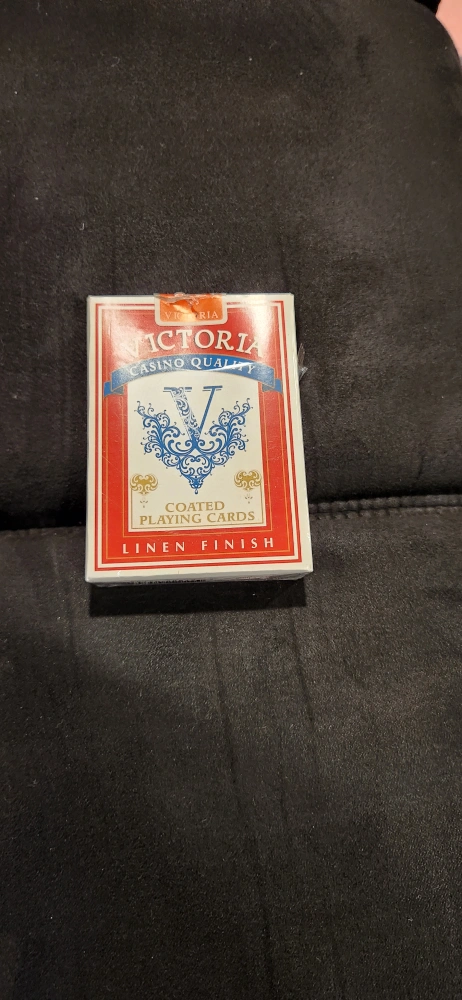 VICTORIA
VICTORIA
CASINO QUALITY
V
COATED
PLAYING CARDS
LINEN FINISH